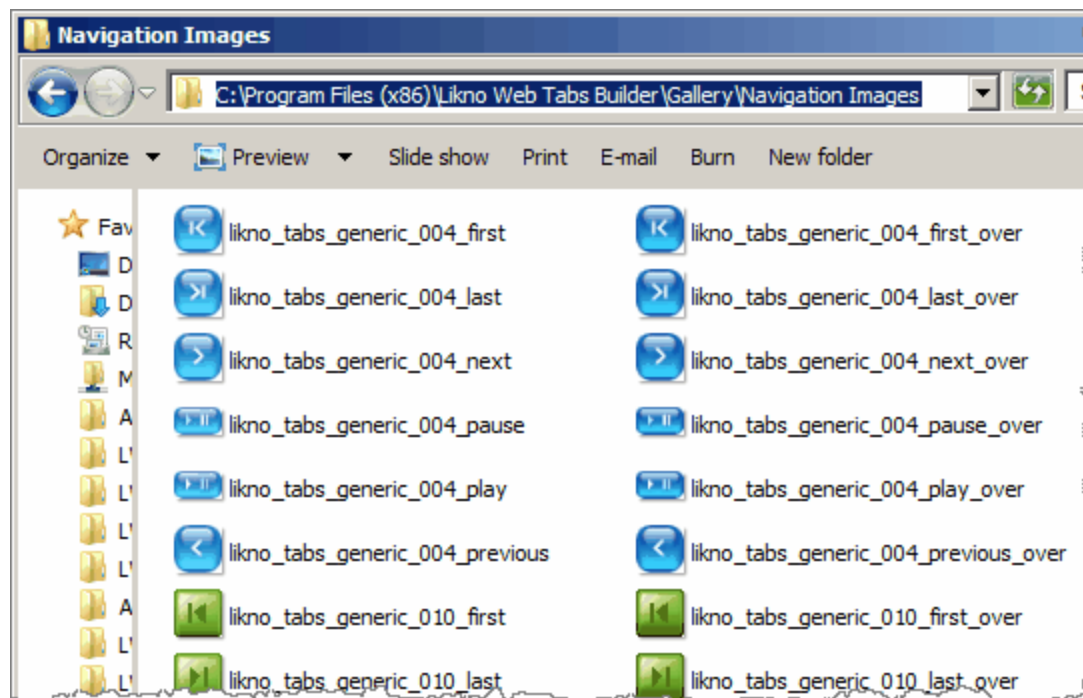 Navigation Images
C:\Program Files (x86)\Likno Web Tabs Builder\Gallery\Navigation Images
Organize Preview Slide show Print E-mail Burn New folder
Fav
D
D
R
M
A
L
L
L
L
A
L
L
likno_tabs_generic_004_first likno_tabs_generic_004_first_over
likno_tabs_generic_004_last likno_tabs_generic_004_last_over
likno_tabs_generic_004_next likno_tabs_generic_004_next_over
likno_tabs_generic_004_pause likno_tabs_generic_004_pause_over
likno_tabs_generic_004_play likno_tabs_generic_004_play_over
likno_tabs_generic_004_previous likno_tabs_generic_004_previous_over
likno_tabs_generic_010_first likno_tabs_generic_010_first_over
likno_tabs_generic_010_last likno_tabs_generic_010_last_over